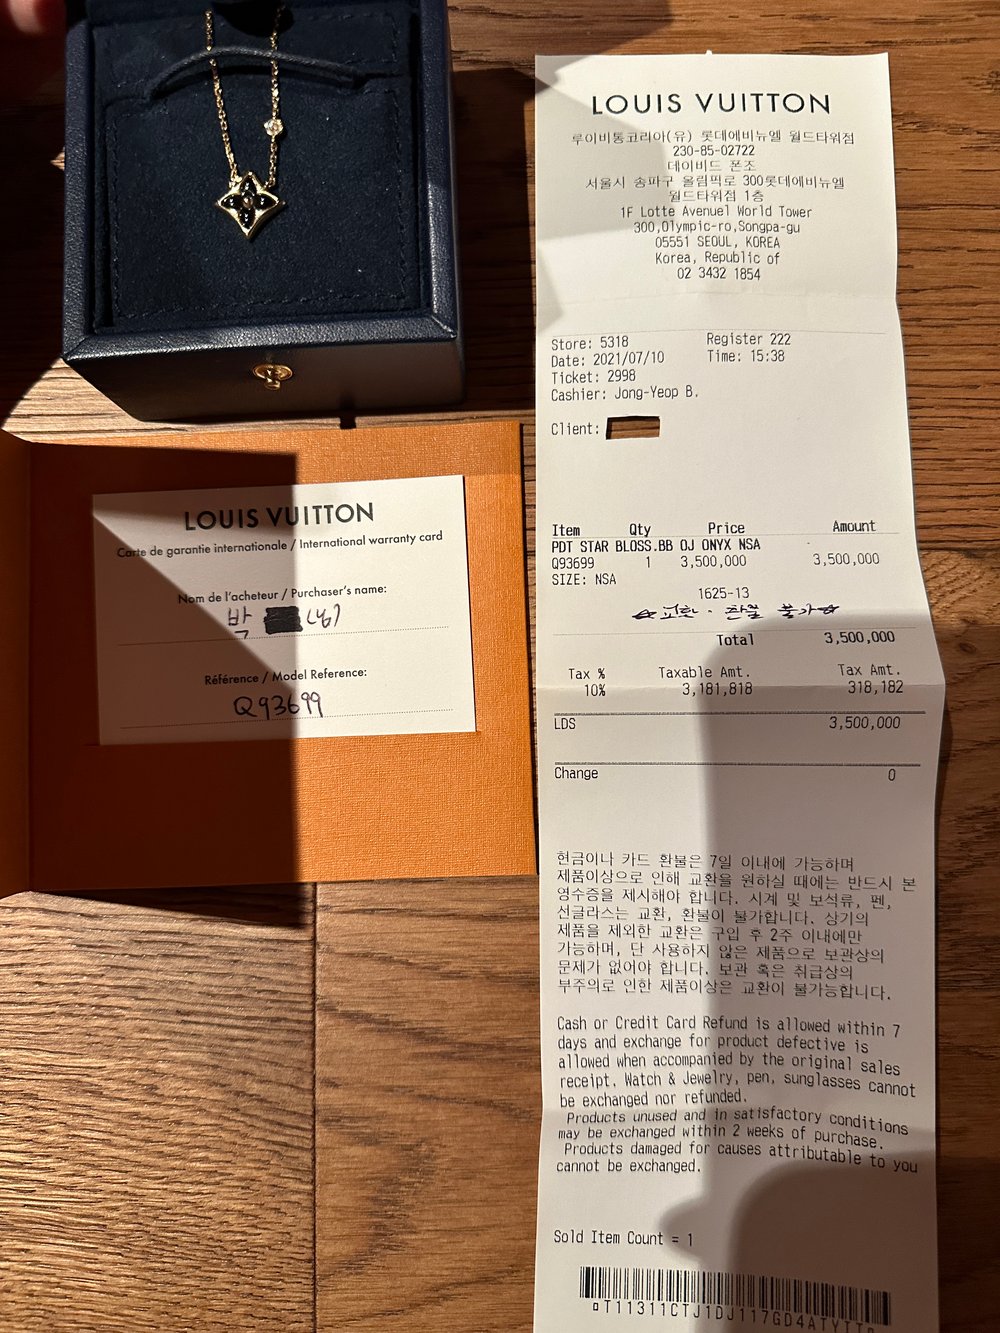 LOUIS VUITTON
Carte de garantie internationale / International warranty card
Nom de l'acheteur / Purchaser's name:
박
Référence / Model Reference:
Q93699
LOUIS VUITTON
루이비통코리아(유) 롯데에비뉴엘 월드타워점
230-85-02722
데이비드 폰조
서울시 송파구 올림픽로 300롯데에비뉴엘
월드타워점 1층
1F Lotte Avenuel World Tower
300,Olympic-ro,Songpa-gu
05551 SEOUL, KOREA
Korea, Republic of
02 3432 1854
Store: 5318 Register 222
Date: 2021/07/10 Time: 15:38
Ticket: 2998
Cashier: Jong-Yeop B.
Client:
Item Qty Price Amount
PDT STAR BLOSS.BB OJ ONYX NSA
Q93699 1 3,500,000 3,500,000
SIZE: NSA
1625-13
☆교환·환불 불가☆
Total 3,500,000
Tax % Taxable Amt. Tax Amt.
10% 3,181,818 318,182
LDS 3,500,000
Change 0
현금이나 카드 환불은 7일 이내에 가능하며
제품이상으로 인해 교환을 원하실 때에는 반드시 본
영수증을 제시해야 합니다. 시계 및 보석류, 펜,
선글라스는 교환, 환불이 불가합니다. 상기의
제품을 제외한 교환은 구입 후 2주 이내에만
가능하며, 단 사용하지 않은 제품으로 보관상의
문제가 없어야 합니다. 보관 혹은 취급상의
부주의로 인한 제품이상은 교환이 불가능합니다.
Cash or Credit Card Refund is allowed within 7
days and exchange for product defective is
allowed when accompanied by the original sales
receipt. Watch & Jewelry, pen, sunglasses cannot
be exchanged nor refunded.
Products unused and in satisfactory conditions
may be exchanged within 2 weeks of purchase.
Products damaged for causes attributable to you
cannot be exchanged.
Sold Item Count = 1